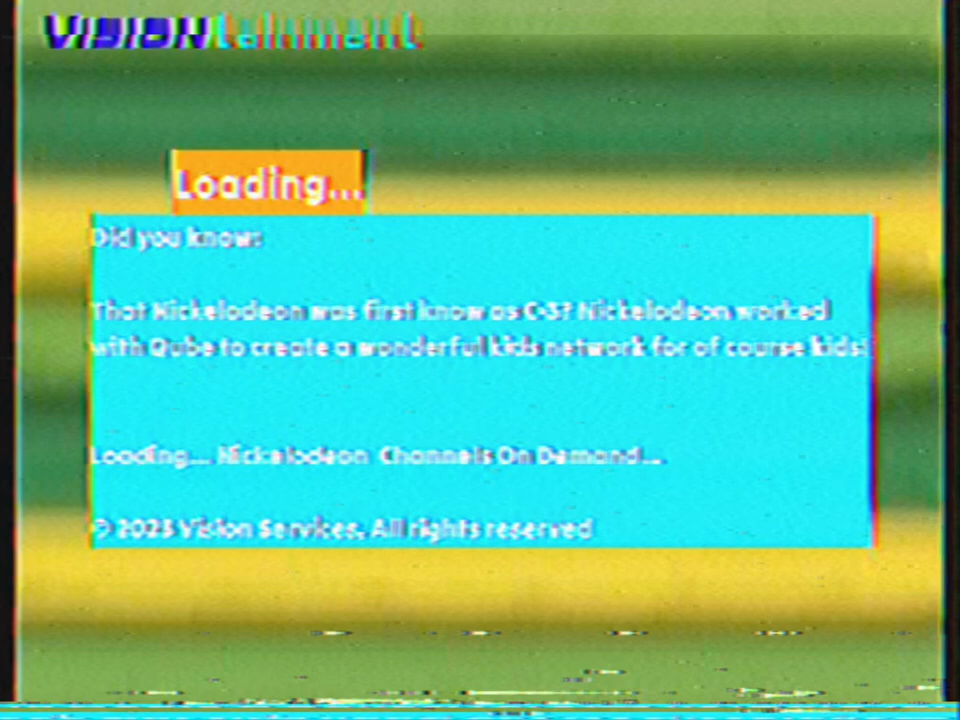 VISIONtainment
Loading...
Did you know:
That Nickelodeon was first know as C-3? Nickelodeon worked
with Qube to create a wonderful kids network for of course kids!
Loading... Nickelodeon Channels On Demand...
© 2023 Vision Services, All rights reserved